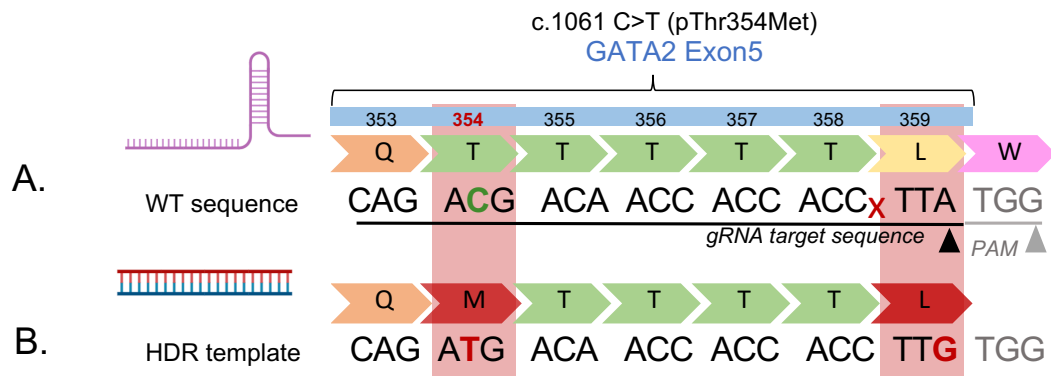 c.1061 C>T (pThr354Met)
GATA2 Exon5
353 354 355 356 357 358 359
Q T T T T T L W
A.
WT sequence
CAG ACG ACA ACC ACC ACC X TTA TGG
gRNA target sequence
PAM
Q M T T T T L
B.
HDR template
CAG ATG ACA ACC ACC ACC TTG TGG